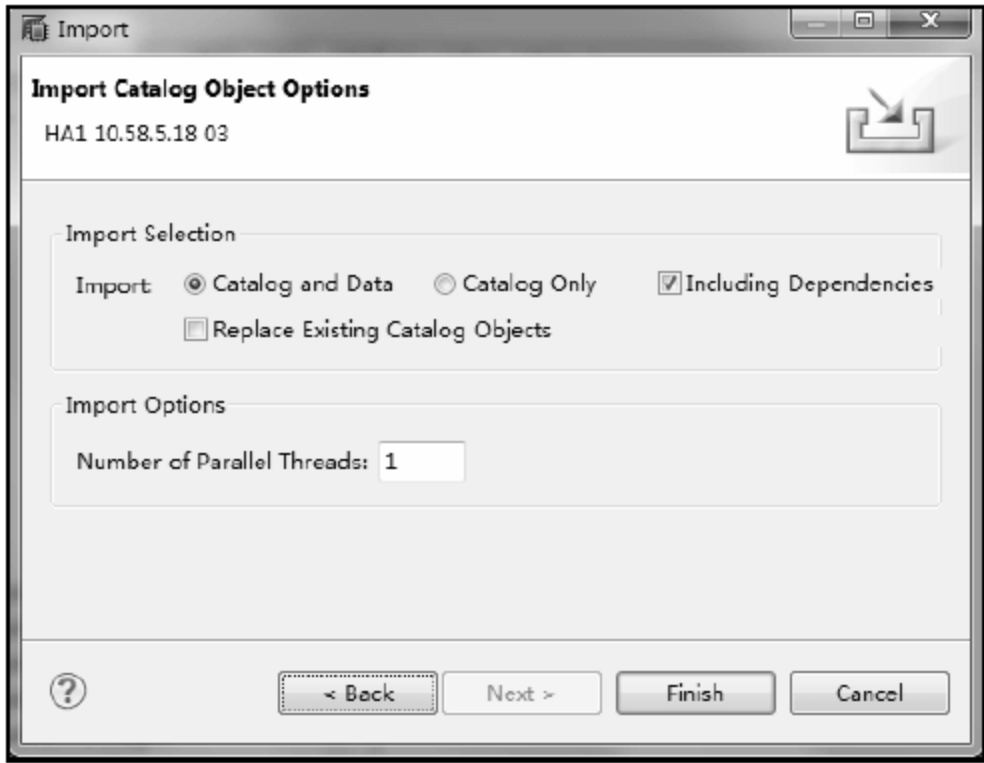 Import
Import Catalog Object Options
HA1 10.58.5.18 03
Import Selection
Import: Catalog and Data Catalog Only Including Dependencies
Replace Existing Catalog Objects
Import Options
Number of Parallel Threads: 1
? < Back Next > Finish Cancel